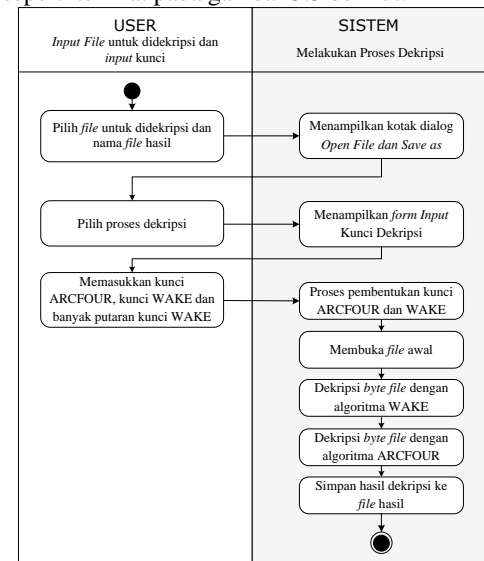 USER
Input File untuk didekripsi dan
input kunci
SISTEM
Melakukan Proses Dekripsi
Pilih file untuk didekripsi dan
nama file hasil
Menampilkan kotak dialog
Open File dan Save as
Pilih proses dekripsi
Menampilkan form Input
Kunci Dekripsi
Memasukkan kunci
ARCFOUR, kunci WAKE dan
banyak putaran kunci WAKE
Proses pembentukan kunci
ARCFOUR dan WAKE
Membuka file awal
Dekripsi byte file dengan
algoritma WAKE
Dekripsi byte file dengan
algoritma ARCFOUR
Simpan hasil dekripsi ke
file hasil